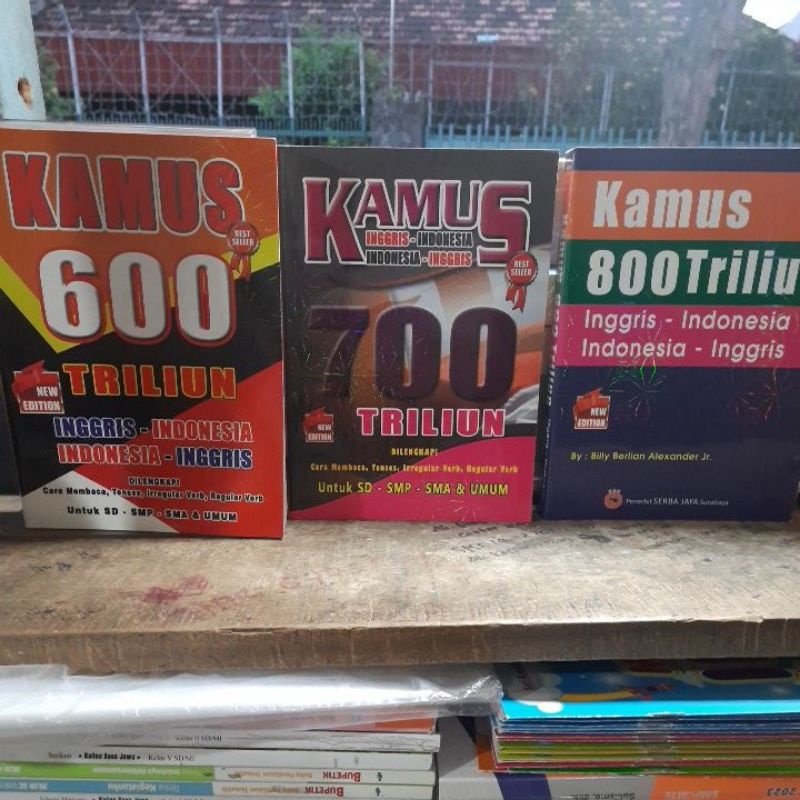 KAMUS
BEST SELLER
600
TRILIUN
NEW EDITION
INGGRIS - INDONESIA
INDONESIA - INGGRIS
DILENGKAPI
Cara Membaca, Tenses, Irregular Verb, Regular Verb
Untuk SD - SMP - SMA & UMUM
KAMUS
INGGRIS - INDONESIA
INDONESIA - INGGRIS
BEST SELLER
700
TRILIUN
NEW EDITION
DILENGKAPI
Cara Membaca, Tenses, Irregular Verb, Regular Verb
Untuk SD - SMP - SMA & UMUM
Kamus
800 Triliu
Inggris - Indonesia
Indonesia - Inggris
NEW EDITION
By : Billy Berlian Alexander Jr.
Penerbit SERBA JAYA Surabaya
Kelas V SD/MI
BUPETIK
BUPETIK
2023